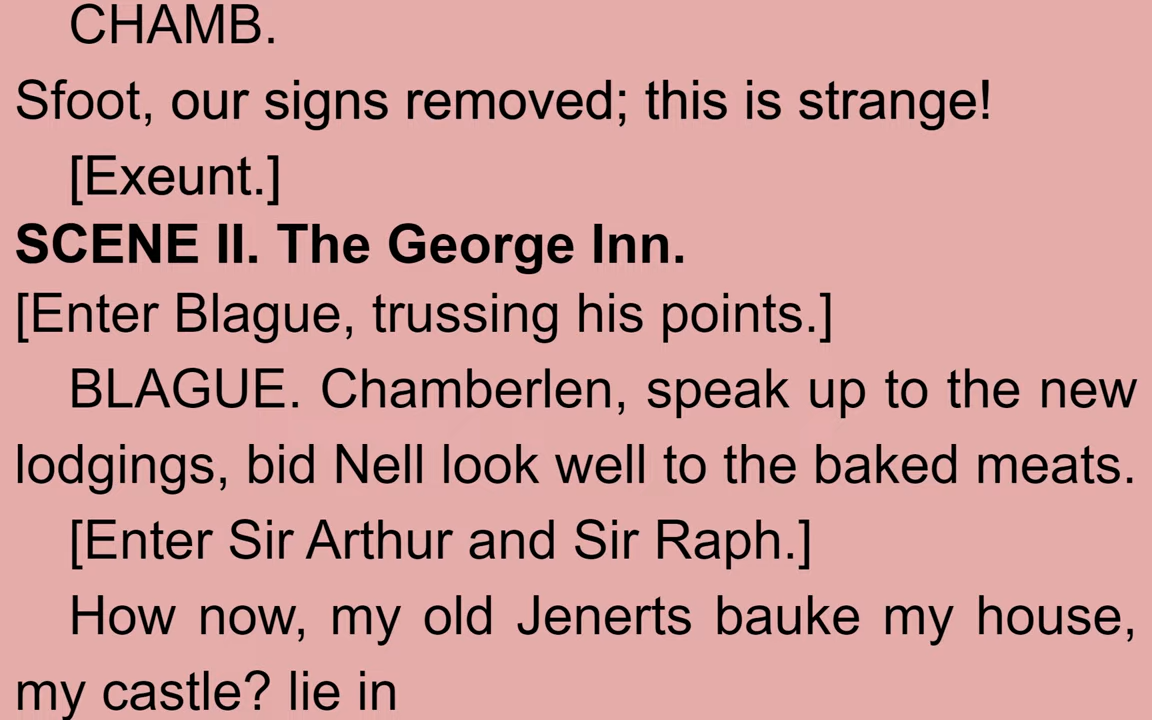 CHAMB.
Sfoot, our signs removed; this is strange!
[Exeunt.]
SCENE II. The George Inn.
[Enter Blague, trussing his points.]
BLAGUE. Chamberlen, speak up to the new
lodgings, bid Nell look well to the baked meats.
[Enter Sir Arthur and Sir Raph.]
How now, my old Jenerts bauke my house,
my castle? lie in